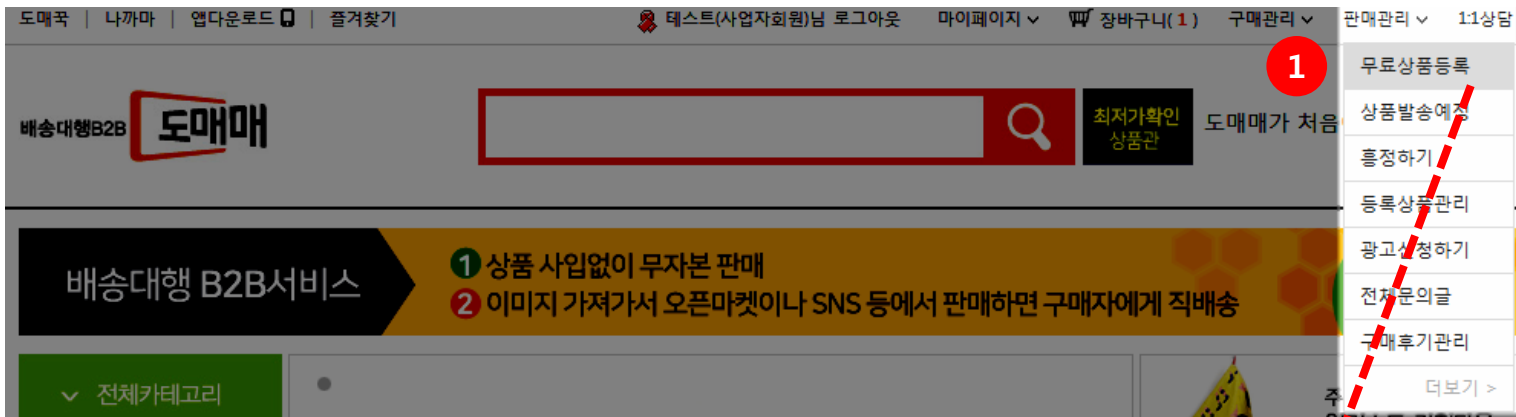 도매꾹 | 나까마 | 앱다운로드 | 즐겨찾기
테스트(사업자회원)님 로그아웃 마이페이지 장바구니( 1 ) 구매관리 판매관리 1:1상담
1
무료상품등록
배송대행B2B 도매매
최저가확인
상품관
도매매가 처음
상품발송예정
흥정하기
등록상품관리
배송대행 B2B서비스
1 상품 사입없이 무자본 판매
2 이미지 가져가서 오픈마켓이나 SNS 등에서 판매하면 구매자에게 직배송
광고신청하기
전체문의글
구매후기관리
더보기 >
전체카테고리
주